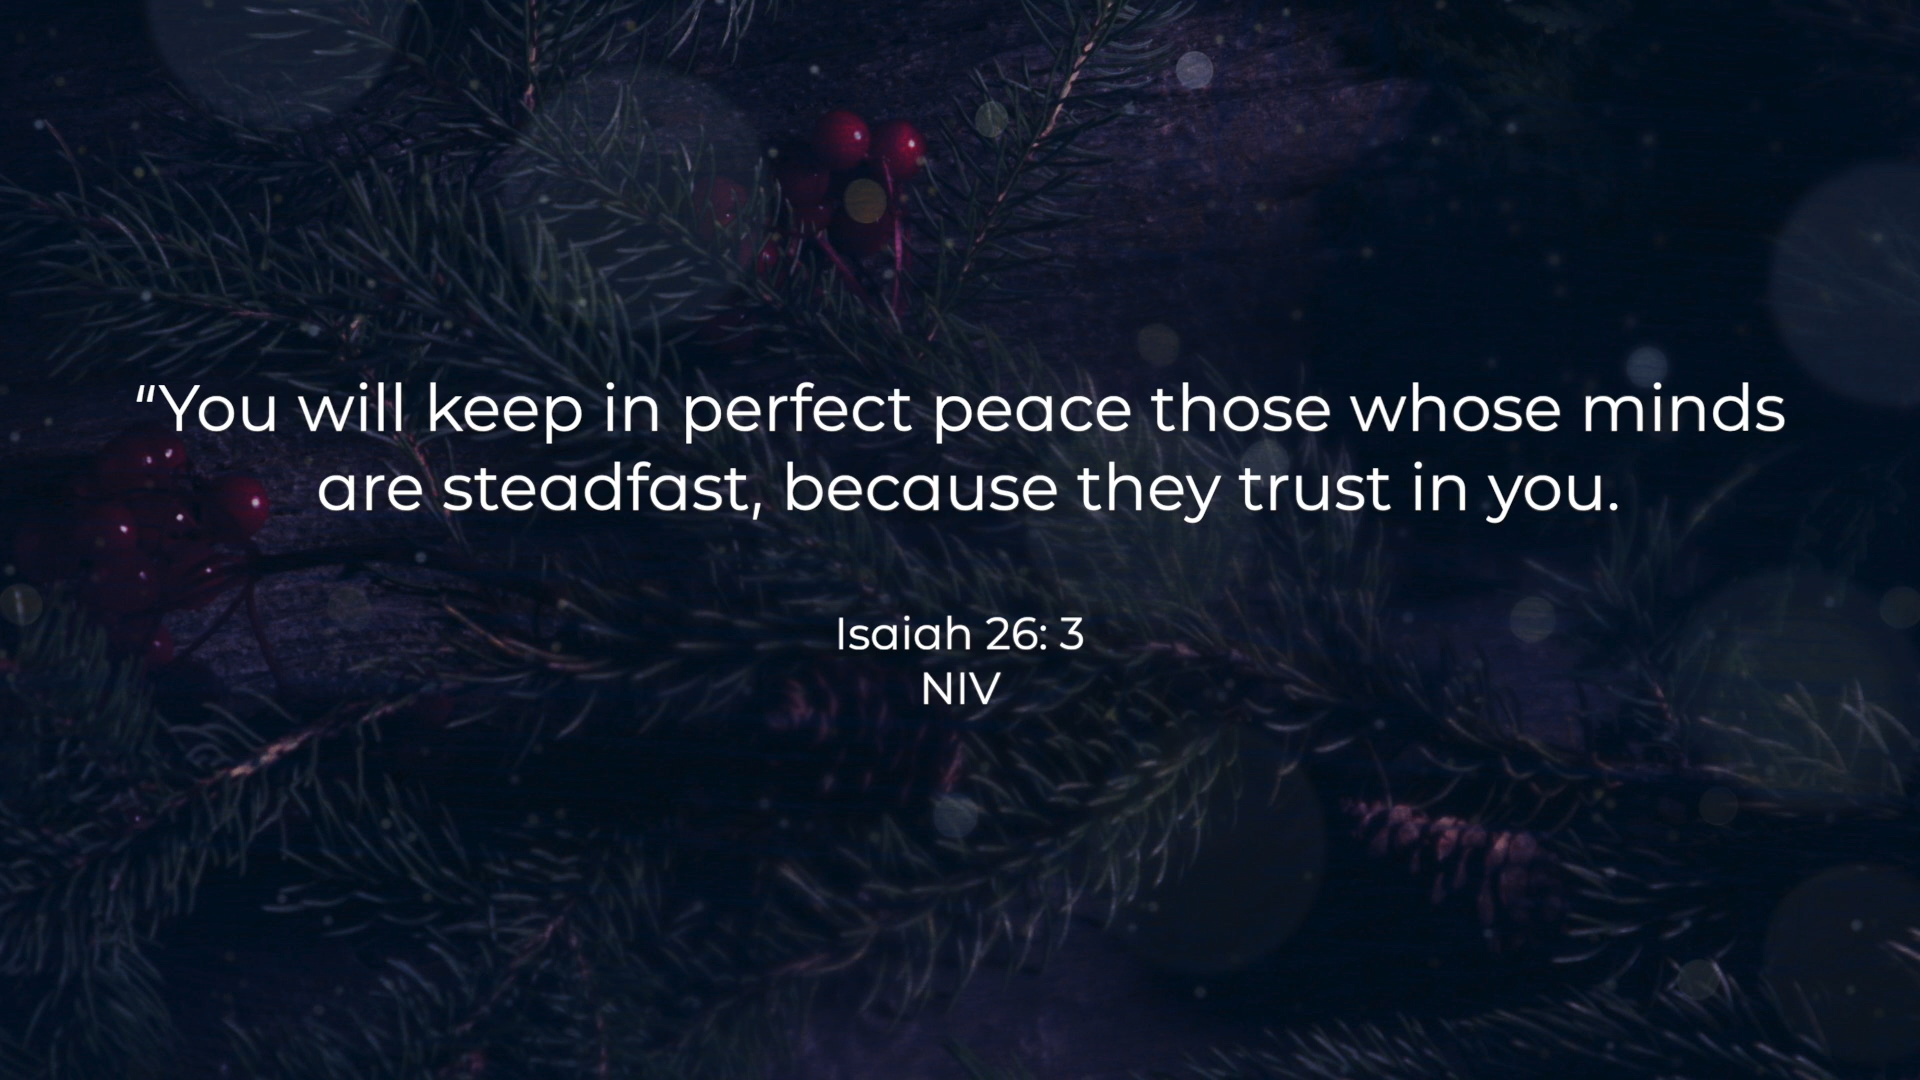 “You will keep in perfect peace those whose minds
are steadfast, because they trust in you.
Isaiah 26: 3
NIV